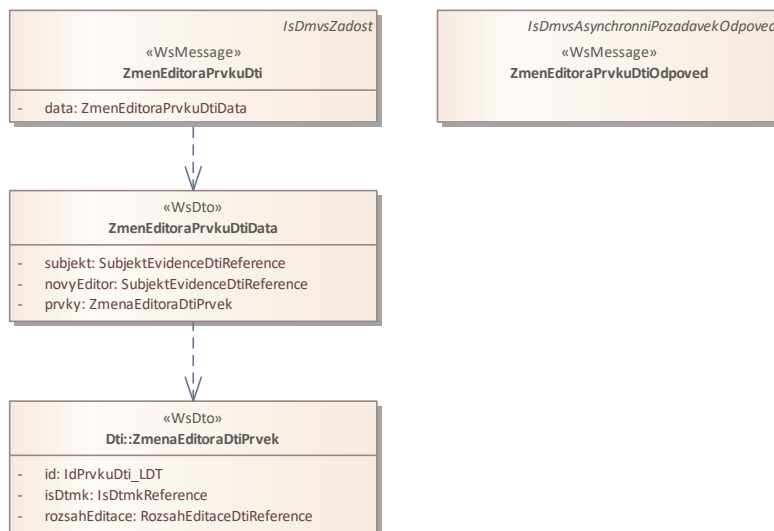 IsDmvsZadost
«WsMessage»
ZmenEditoraPrvkuDti
- data: ZmenEditoraPrvkuDtiData
IsDmvsAsynchronniPozadavekOdpoved
«WsMessage»
ZmenEditoraPrvkuDtiOdpoved
«WsDto»
ZmenEditoraPrvkuDtiData
- subjekt: SubjektEvidenceDtiReference
- novyEditor: SubjektEvidenceDtiReference
- prvky: ZmenaEditoraDtiPrvek
«WsDto»
Dti::ZmenaEditoraDtiPrvek
- id: IdPrvkuDti_LDT
- isDtmk: IsDtmkReference
- rozsahEditace: RozsahEditaceDtiReference